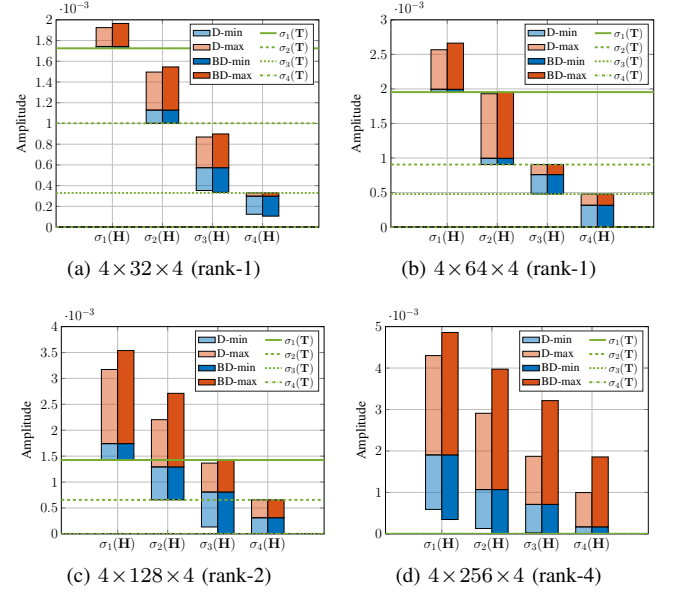 ·10⁻³
2
1.8
1.6
1.4
1.2
1
0.8
0.6
0.4
0.2
0
Amplitude
D-min
D-max
BD-min
BD-max
σ₁(T)
σ₂(T)
σ₃(T)
σ₄(T)
σ₁(H) σ₂(H) σ₃(H) σ₄(H)
(a) 4×32×4 (rank-1)
·10⁻³
3
2.5
2
1.5
1
0.5
0
Amplitude
D-min
D-max
BD-min
BD-max
σ₁(T)
σ₂(T)
σ₃(T)
σ₄(T)
σ₁(H) σ₂(H) σ₃(H) σ₄(H)
(b) 4×64×4 (rank-1)
·10⁻³
4
3.5
3
2.5
2
1.5
1
0.5
0
Amplitude
D-min
D-max
BD-min
BD-max
σ₁(T)
σ₂(T)
σ₃(T)
σ₄(T)
σ₁(H) σ₂(H) σ₃(H) σ₄(H)
(c) 4×128×4 (rank-2)
·10⁻³
5
4
3
2
1
0
Amplitude
D-min
D-max
BD-min
BD-max
σ₁(T)
σ₂(T)
σ₃(T)
σ₄(T)
σ₁(H) σ₂(H) σ₃(H) σ₄(H)
(d) 4×256×4 (rank-4)